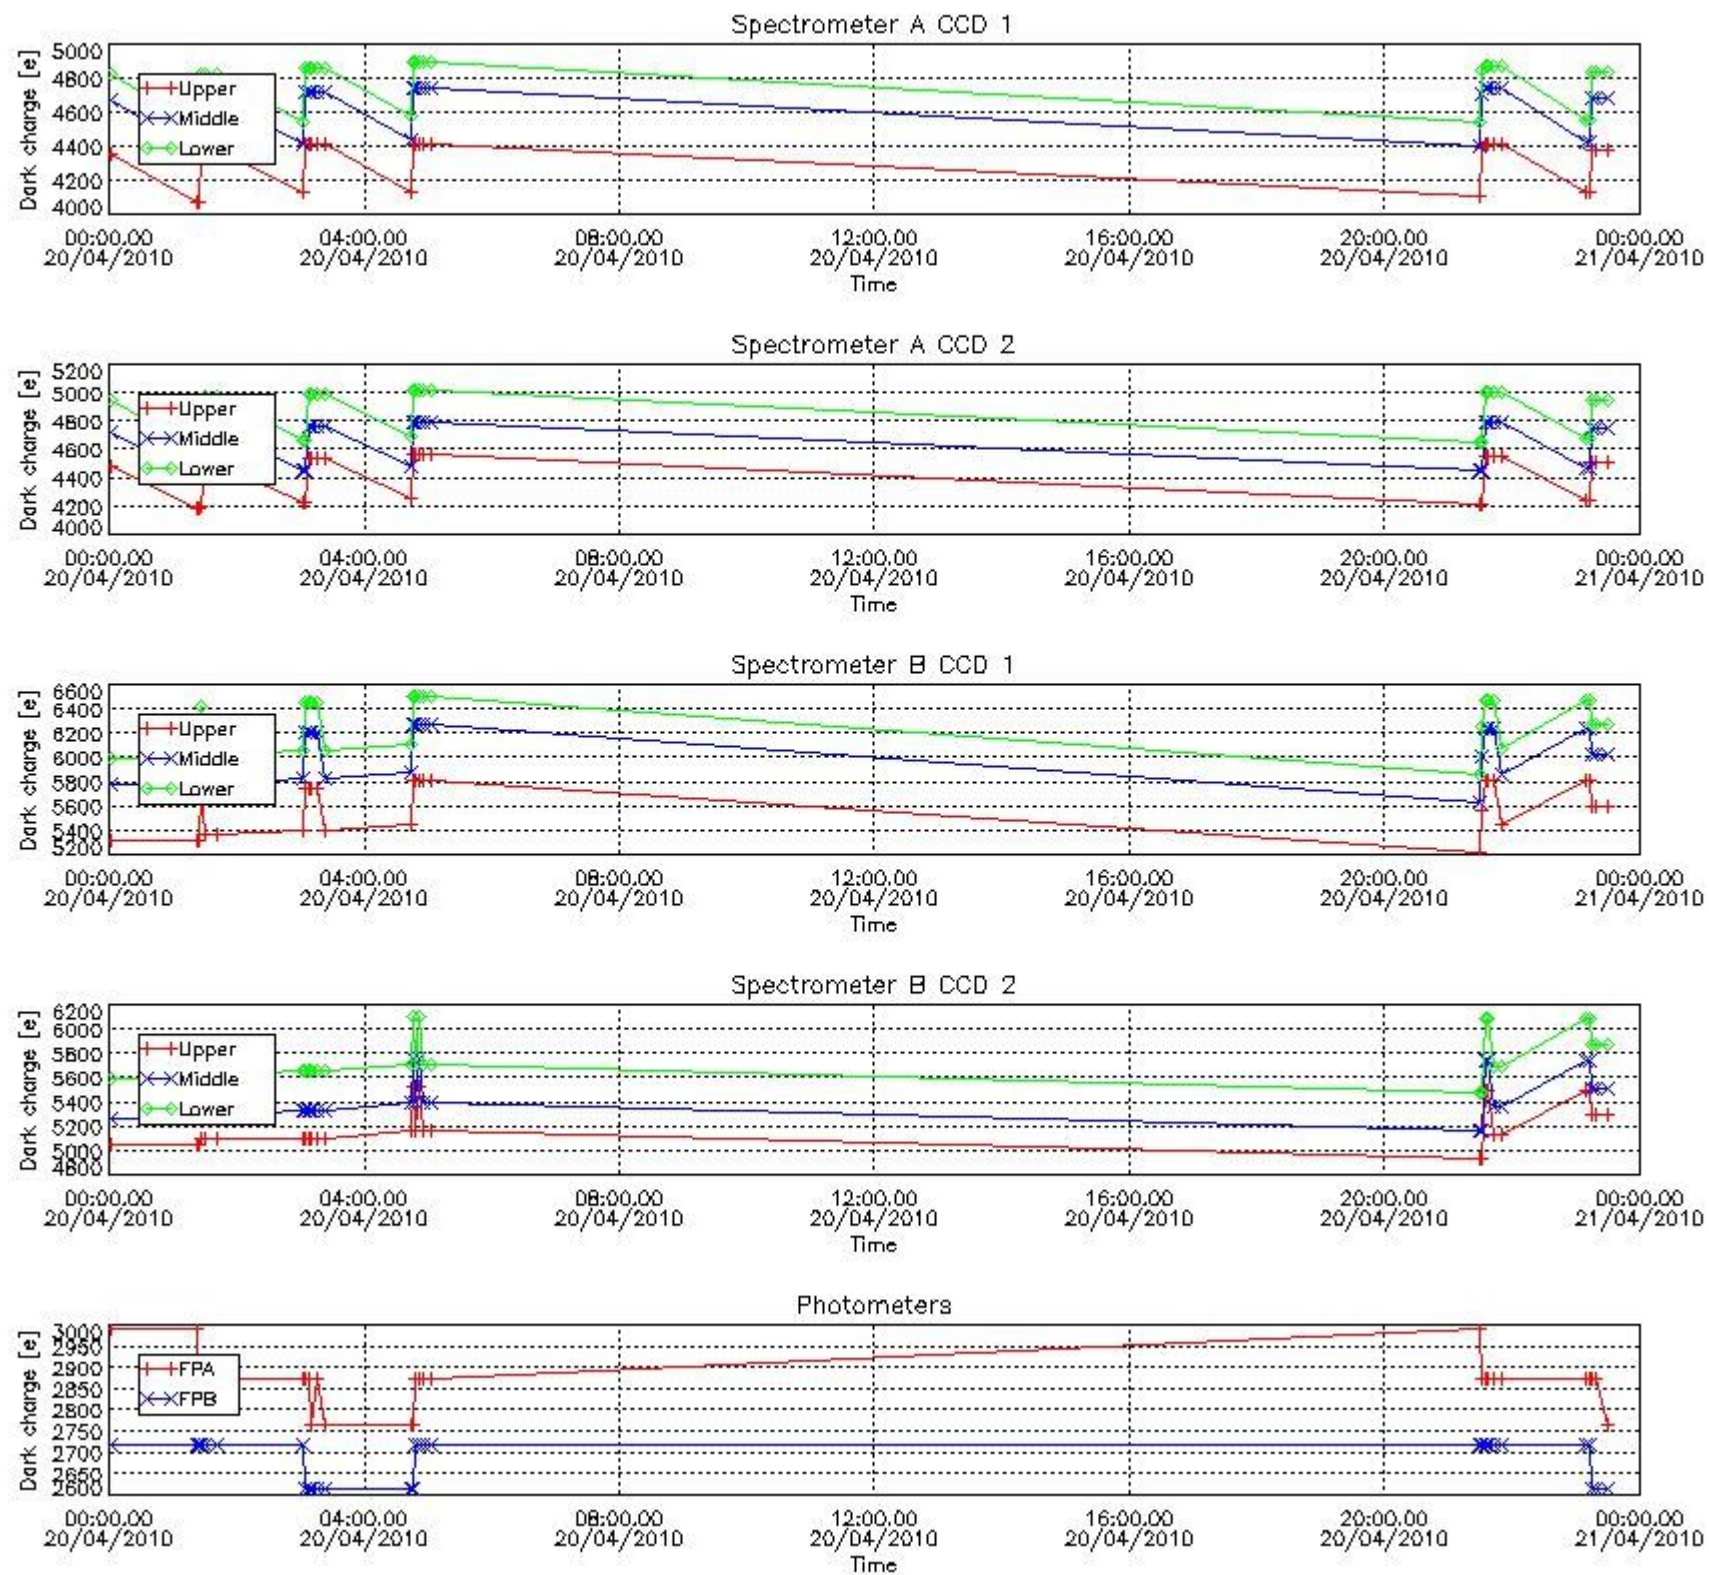 Spectrometer A CCD 1
Dark charge [e]
5000
4800
4600
4400
4200
4000
Upper
Middle
Lower
00:00.00 04:00.00 08:00.00 12:00.00 16:00.00 20:00.00 00:00.00
20/04/2010 20/04/2010 20/04/2010 20/04/2010 20/04/2010 20/04/2010 21/04/2010
Time
Spectrometer A CCD 2
Dark charge [e]
5200
5000
4800
4600
4400
4200
4000
Upper
Middle
Lower
00:00.00 04:00.00 08:00.00 12:00.00 16:00.00 20:00.00 00:00.00
20/04/2010 20/04/2010 20/04/2010 20/04/2010 20/04/2010 20/04/2010 21/04/2010
Time
Spectrometer B CCD 1
Dark charge [e]
6600
6400
6200
6000
5800
5600
5400
5200
Upper
Middle
Lower
00:00.00 04:00.00 08:00.00 12:00.00 16:00.00 20:00.00 00:00.00
20/04/2010 20/04/2010 20/04/2010 20/04/2010 20/04/2010 20/04/2010 21/04/2010
Time
Spectrometer B CCD 2
Dark charge [e]
6200
6000
5800
5600
5400
5200
5000
4800
Upper
Middle
Lower
00:00.00 04:00.00 08:00.00 12:00.00 16:00.00 20:00.00 00:00.00
20/04/2010 20/04/2010 20/04/2010 20/04/2010 20/04/2010 20/04/2010 21/04/2010
Time
Photometers
Dark charge [e]
3000
2950
2900
2850
2800
2750
2700
2650
2600
FPA
FPB
00:00.00 04:00.00 08:00.00 12:00.00 16:00.00 20:00.00 00:00.00
20/04/2010 20/04/2010 20/04/2010 20/04/2010 20/04/2010 20/04/2010 21/04/2010
Time